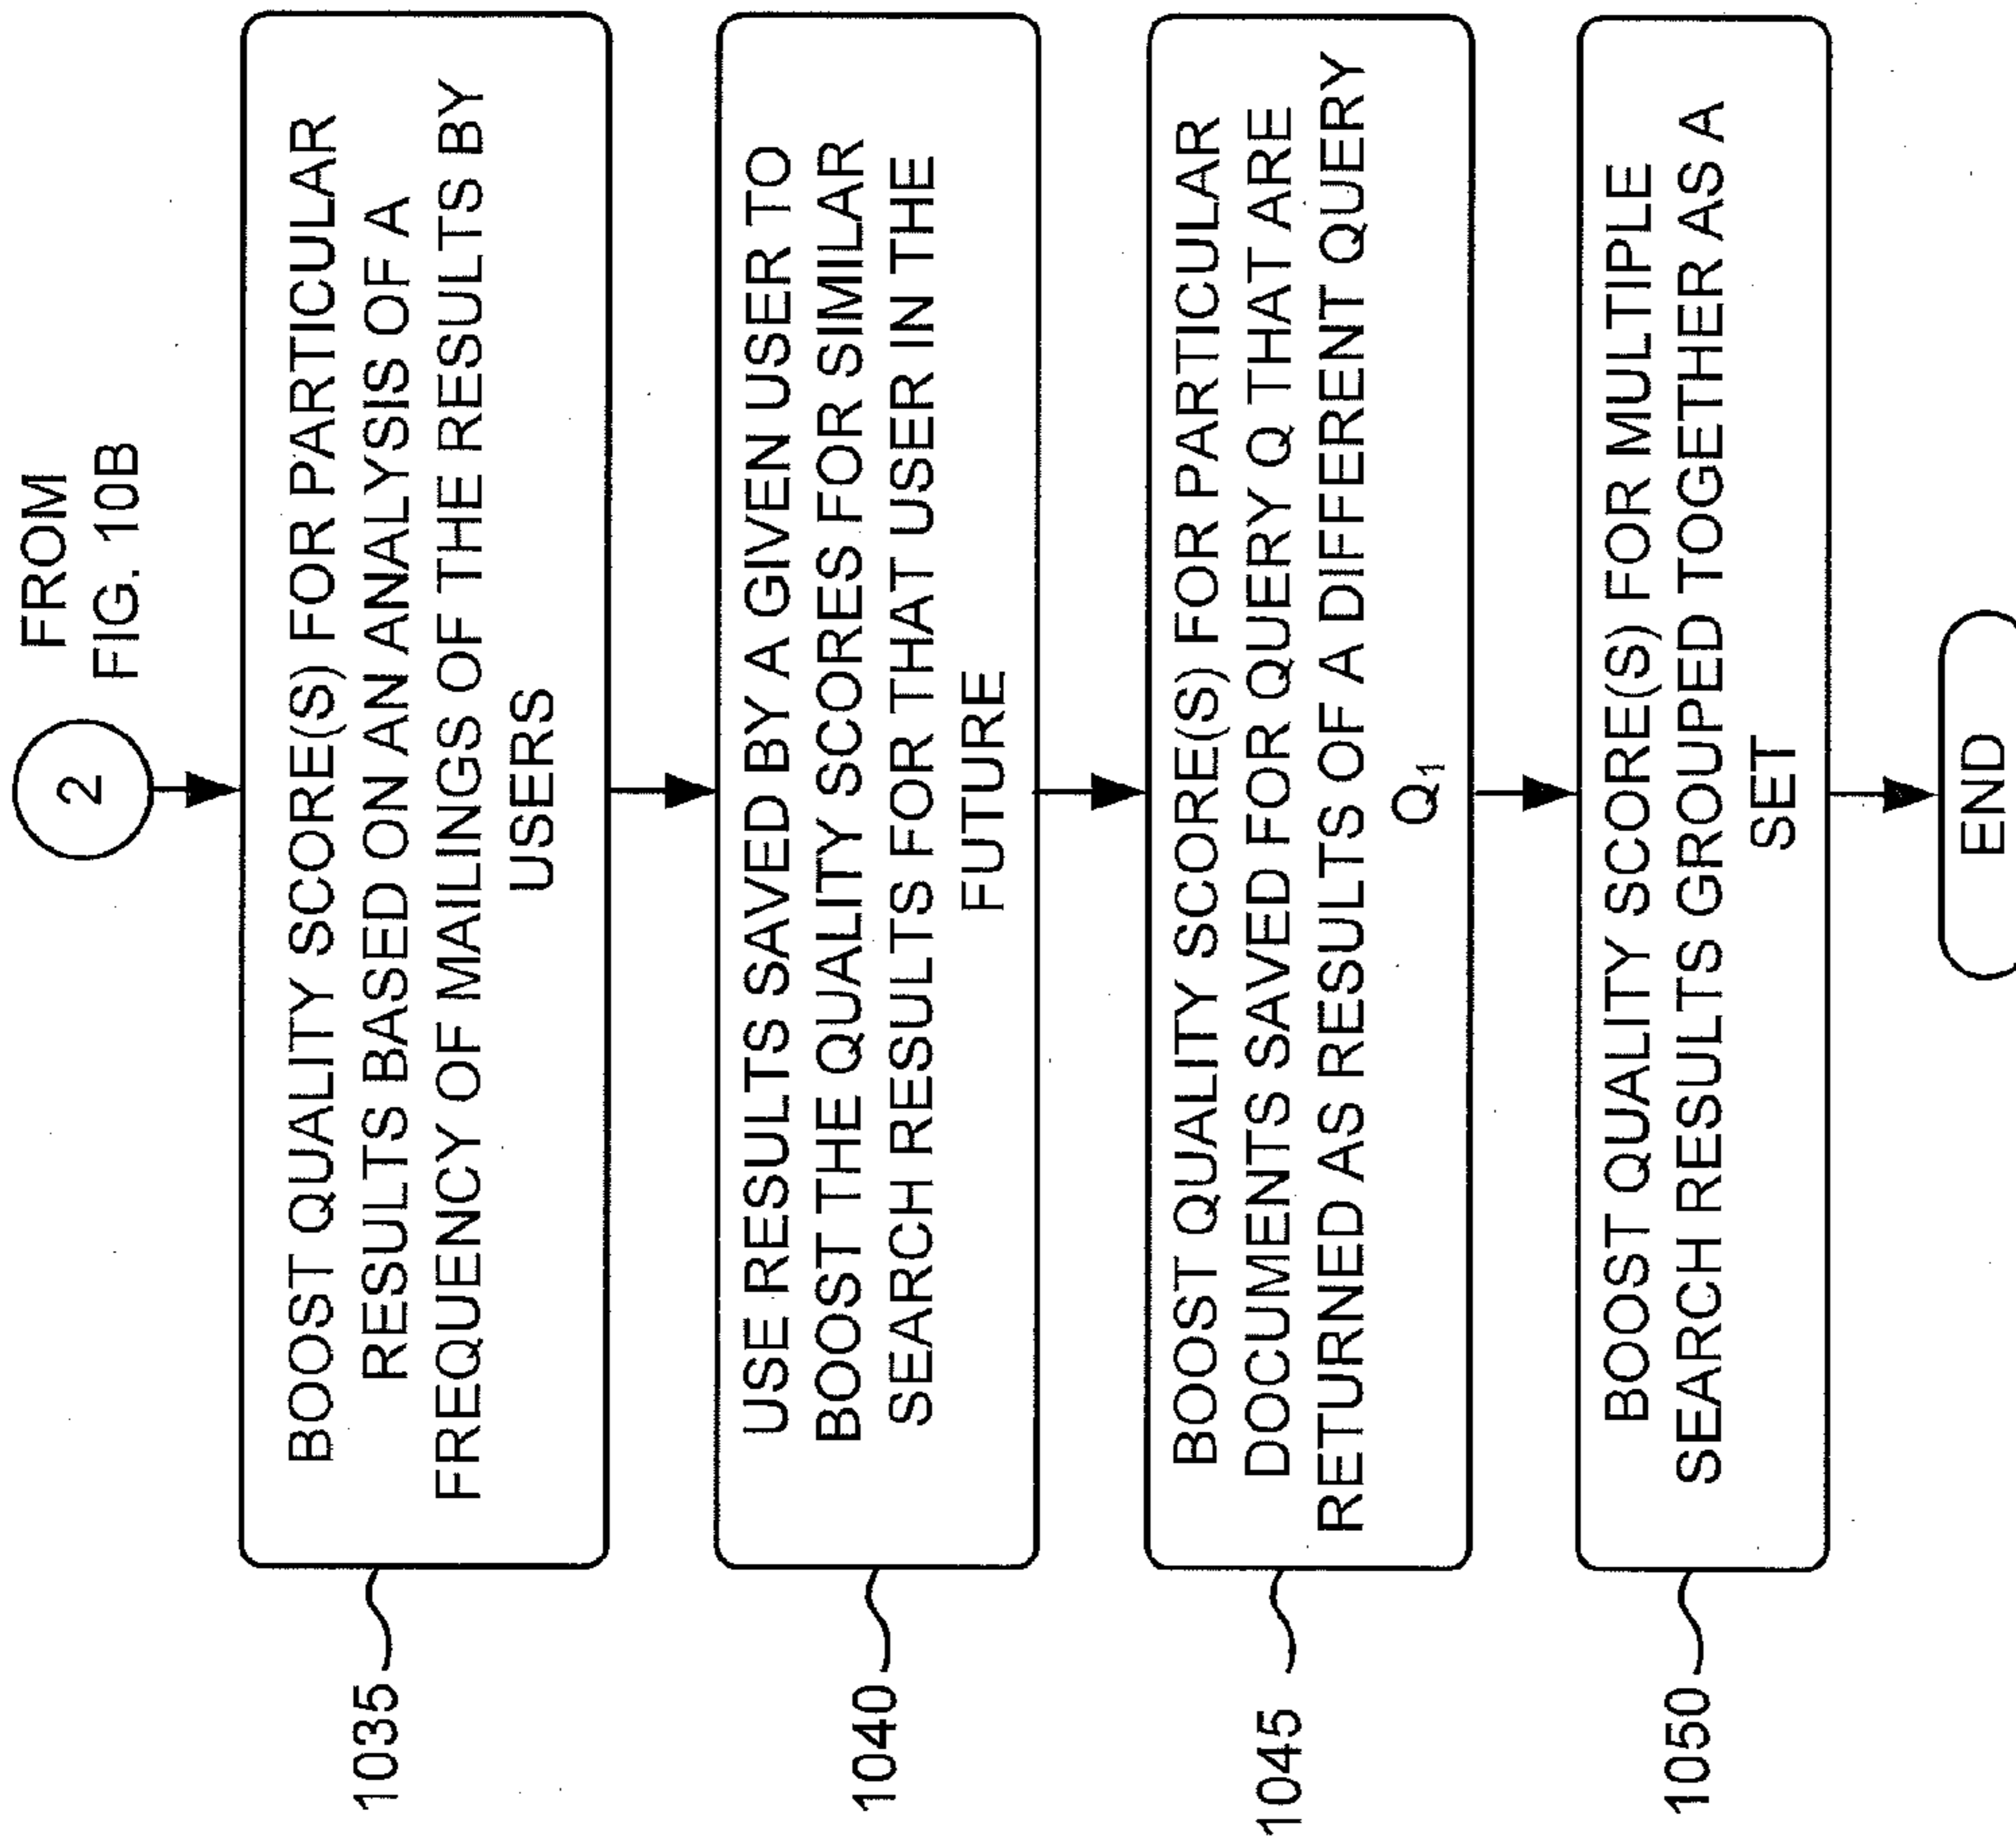 FROM
FIG. 10B
2
1035
BOOST QUALITY SCORE(S) FOR PARTICULAR
RESULTS BASED ON AN ANALYSIS OF A
FREQUENCY OF MAILINGS OF THE RESULTS BY
USERS
1040
USE RESULTS SAVED BY A GIVEN USER TO
BOOST THE QUALITY SCORES FOR SIMILAR
SEARCH RESULTS FOR THAT USER IN THE
FUTURE
1045
BOOST QUALITY SCORE(S) FOR PARTICULAR
DOCUMENTS SAVED FOR QUERY Q THAT ARE
RETURNED AS RESULTS OF A DIFFERENT QUERY
Q₁
1050
BOOST QUALITY SCORE(S) FOR MULTIPLE
SEARCH RESULTS GROUPED TOGETHER AS A
SET
END